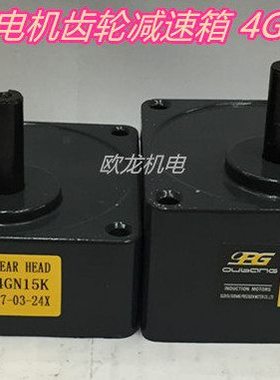 电机齿轮减速箱 4G
欧龙机电
EAR HEAD
4GN15K
7-03-24X
OUBANG
INDUCTION MOTORS